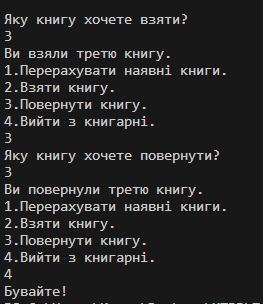 Яку книгу хочете взяти?
3
Ви взяли третю книгу.
1.Перерахувати наявні книги.
2.Взяти книгу.
3.Повернути книгу.
4.Вийти з книгарні.
3
Яку книгу хочете повернути?
3
Ви повернули третю книгу.
1.Перерахувати наявні книги.
2.Взяти книгу.
3.Повернути книгу.
4.Вийти з книгарні.
4
Бувайте!